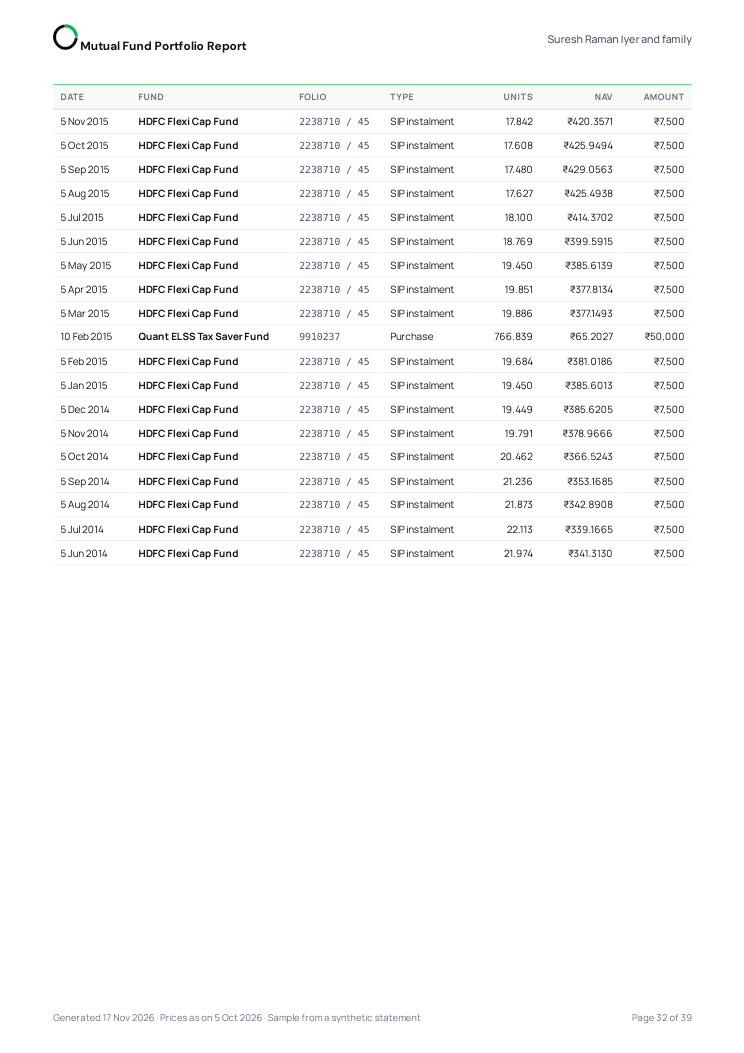 Mutual Fund Portfolio Report
Suresh Raman Iyer and family
DATE FUND FOLIO TYPE UNITS NAV AMOUNT
5 Nov 2015 HDFC Flexi Cap Fund 2238710 / 45 SIP instalment 17.842 ₹420.3571 ₹7,500
5 Oct 2015 HDFC Flexi Cap Fund 2238710 / 45 SIP instalment 17.608 ₹425.9494 ₹7,500
5 Sep 2015 HDFC Flexi Cap Fund 2238710 / 45 SIP instalment 17.480 ₹429.0563 ₹7,500
5 Aug 2015 HDFC Flexi Cap Fund 2238710 / 45 SIP instalment 17.627 ₹425.4938 ₹7,500
5 Jul 2015 HDFC Flexi Cap Fund 2238710 / 45 SIP instalment 18.100 ₹414.3702 ₹7,500
5 Jun 2015 HDFC Flexi Cap Fund 2238710 / 45 SIP instalment 18.769 ₹399.5915 ₹7,500
5 May 2015 HDFC Flexi Cap Fund 2238710 / 45 SIP instalment 19.450 ₹385.6139 ₹7,500
5 Apr 2015 HDFC Flexi Cap Fund 2238710 / 45 SIP instalment 19.851 ₹377.8134 ₹7,500
5 Mar 2015 HDFC Flexi Cap Fund 2238710 / 45 SIP instalment 19.886 ₹377.1493 ₹7,500
10 Feb 2015 Quant ELSS Tax Saver Fund 9910237 Purchase 766.839 ₹65.2027 ₹50,000
5 Feb 2015 HDFC Flexi Cap Fund 2238710 / 45 SIP instalment 19.684 ₹381.0186 ₹7,500
5 Jan 2015 HDFC Flexi Cap Fund 2238710 / 45 SIP instalment 19.450 ₹385.6013 ₹7,500
5 Dec 2014 HDFC Flexi Cap Fund 2238710 / 45 SIP instalment 19.449 ₹385.6205 ₹7,500
5 Nov 2014 HDFC Flexi Cap Fund 2238710 / 45 SIP instalment 19.791 ₹378.9666 ₹7,500
5 Oct 2014 HDFC Flexi Cap Fund 2238710 / 45 SIP instalment 20.462 ₹366.5243 ₹7,500
5 Sep 2014 HDFC Flexi Cap Fund 2238710 / 45 SIP instalment 21.236 ₹353.1685 ₹7,500
5 Aug 2014 HDFC Flexi Cap Fund 2238710 / 45 SIP instalment 21.873 ₹342.8908 ₹7,500
5 Jul 2014 HDFC Flexi Cap Fund 2238710 / 45 SIP instalment 22.113 ₹339.1665 ₹7,500
5 Jun 2014 HDFC Flexi Cap Fund 2238710 / 45 SIP instalment 21.974 ₹341.3130 ₹7,500
Generated 17 Nov 2026 · Prices as on 5 Oct 2026 · Sample from a synthetic statement
Page 32 of 39